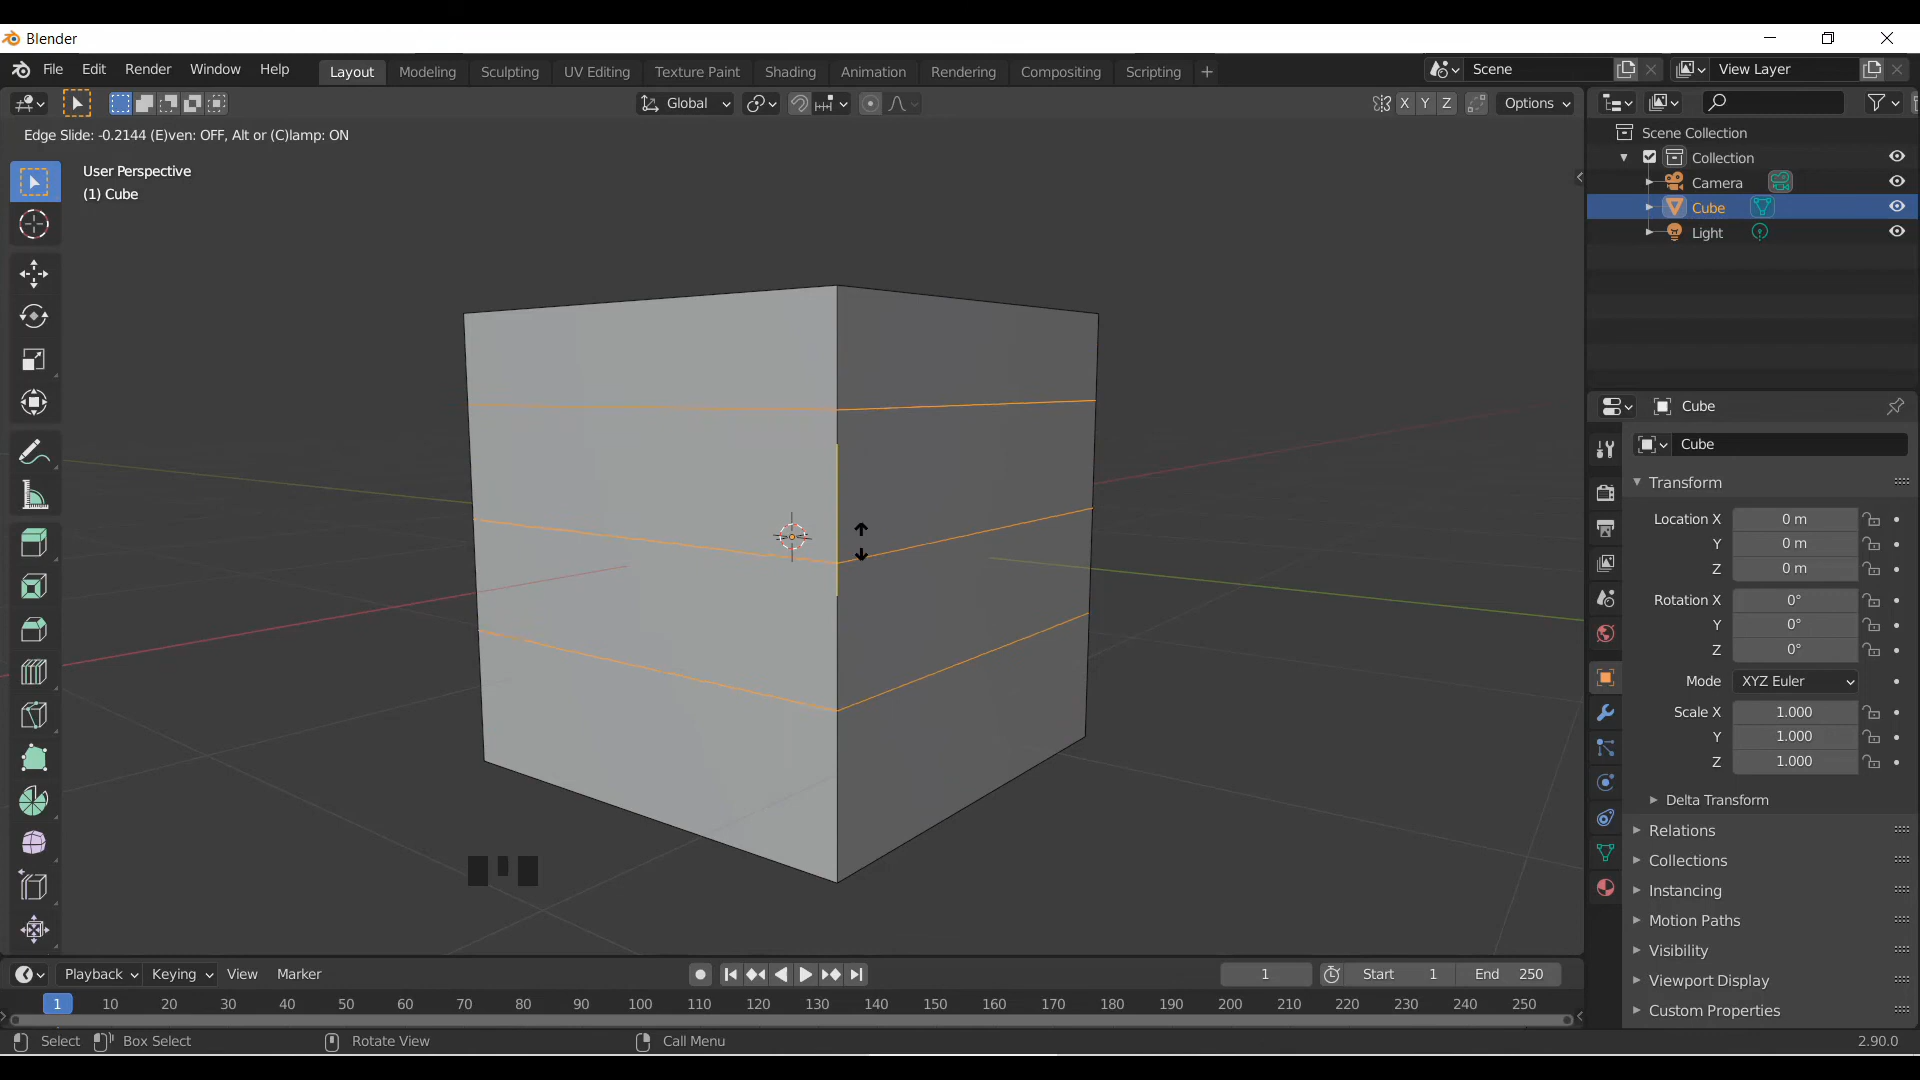 Blender
File Edit Render Window Help
Layout Modeling Sculpting UV Editing Texture Paint Shading Animation Rendering Compositing Scripting +
Scene
View Layer
Global
X Y Z
Options
Edge Slide: -0.2144 (E)ven: OFF, Alt or (C)lamp: ON
User Perspective
(1) Cube
Scene Collection
Collection
Camera
Cube
Light
Cube
Cube
Transform
Location X 0 m
Y 0 m
Z 0 m
Rotation X 0°
Y 0°
Z 0°
Mode XYZ Euler
Scale X 1.000
Y 1.000
Z 1.000
Delta Transform
Relations
Collections
Instancing
Motion Paths
Visibility
Viewport Display
Custom Properties
Playback Keying View Marker
1
Start 1
End 250
1 10 20 30 40 50 60 70 80 90 100 110 120 130 140 150 160 170 180 190 200 210 220 230 240 250
Select Box Select Rotate View Call Menu 2.90.0